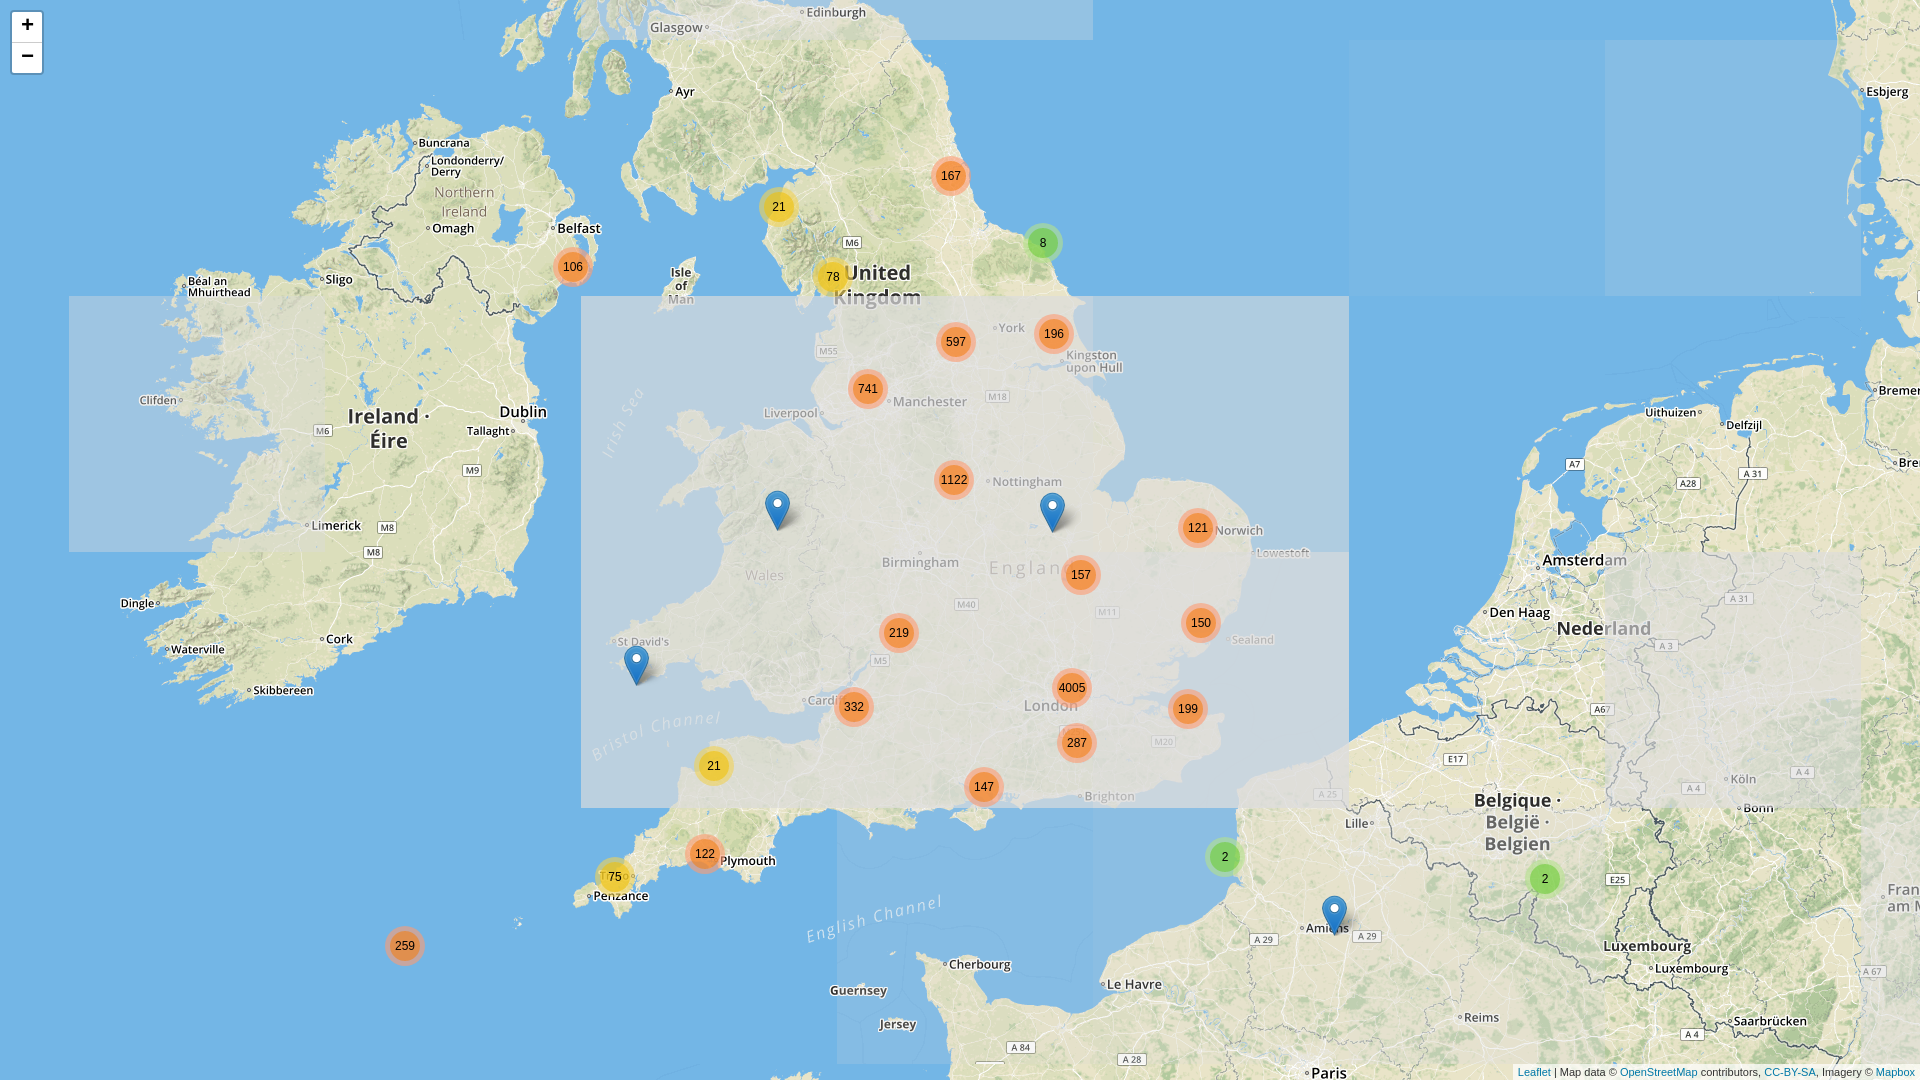 +
−
Edinburgh
Glasgow
Ayr
Esbjerg
Buncrana
Londonderry/
Derry
Northern
Ireland
Omagh
Belfast
167
21
8
M6
106
78
United
Kingdom
Isle
of
Man
Sligo
Béal an
Mhuirthead
York
196
597
M55
Kingston
upon Hull
741
Manchester
M18
Liverpool
Irish Sea
Clifden
Ireland ·
Éire
Dublin
Tallaght
M6
M9
Uithuizen
Delfzijl
A7
A28
A 31
1122
Nottingham
Limerick
M8
M8
121
Norwich
Lowestoft
Birmingham
Englan
157
Wales
Amsterdam
Den Haag
Nederland
A 31
A 3
Dingle
Waterville
Cork
Skibbereen
M40
M11
219
150
Sealand
St David's
M5
4005
London
Cardi
332
199
287
M20
A67
Bristol Channel
21
147
Brighton
E17
A 25
Köln
A 4
A 4
Bonn
Belgique ·
België ·
Belgien
Lille
122
Plymouth
75
Penzance
2
2
E25
259
English Channel
Amiens
A 29
A 29
Luxembourg
Luxembourg
Fran
am M
Cherbourg
Guernsey
Jersey
Le Havre
A 67
Reims
Saarbrücken
A 84
A 28
A 4
Paris
Leaflet | Map data © OpenStreetMap contributors, CC-BY-SA, Imagery © Mapbox